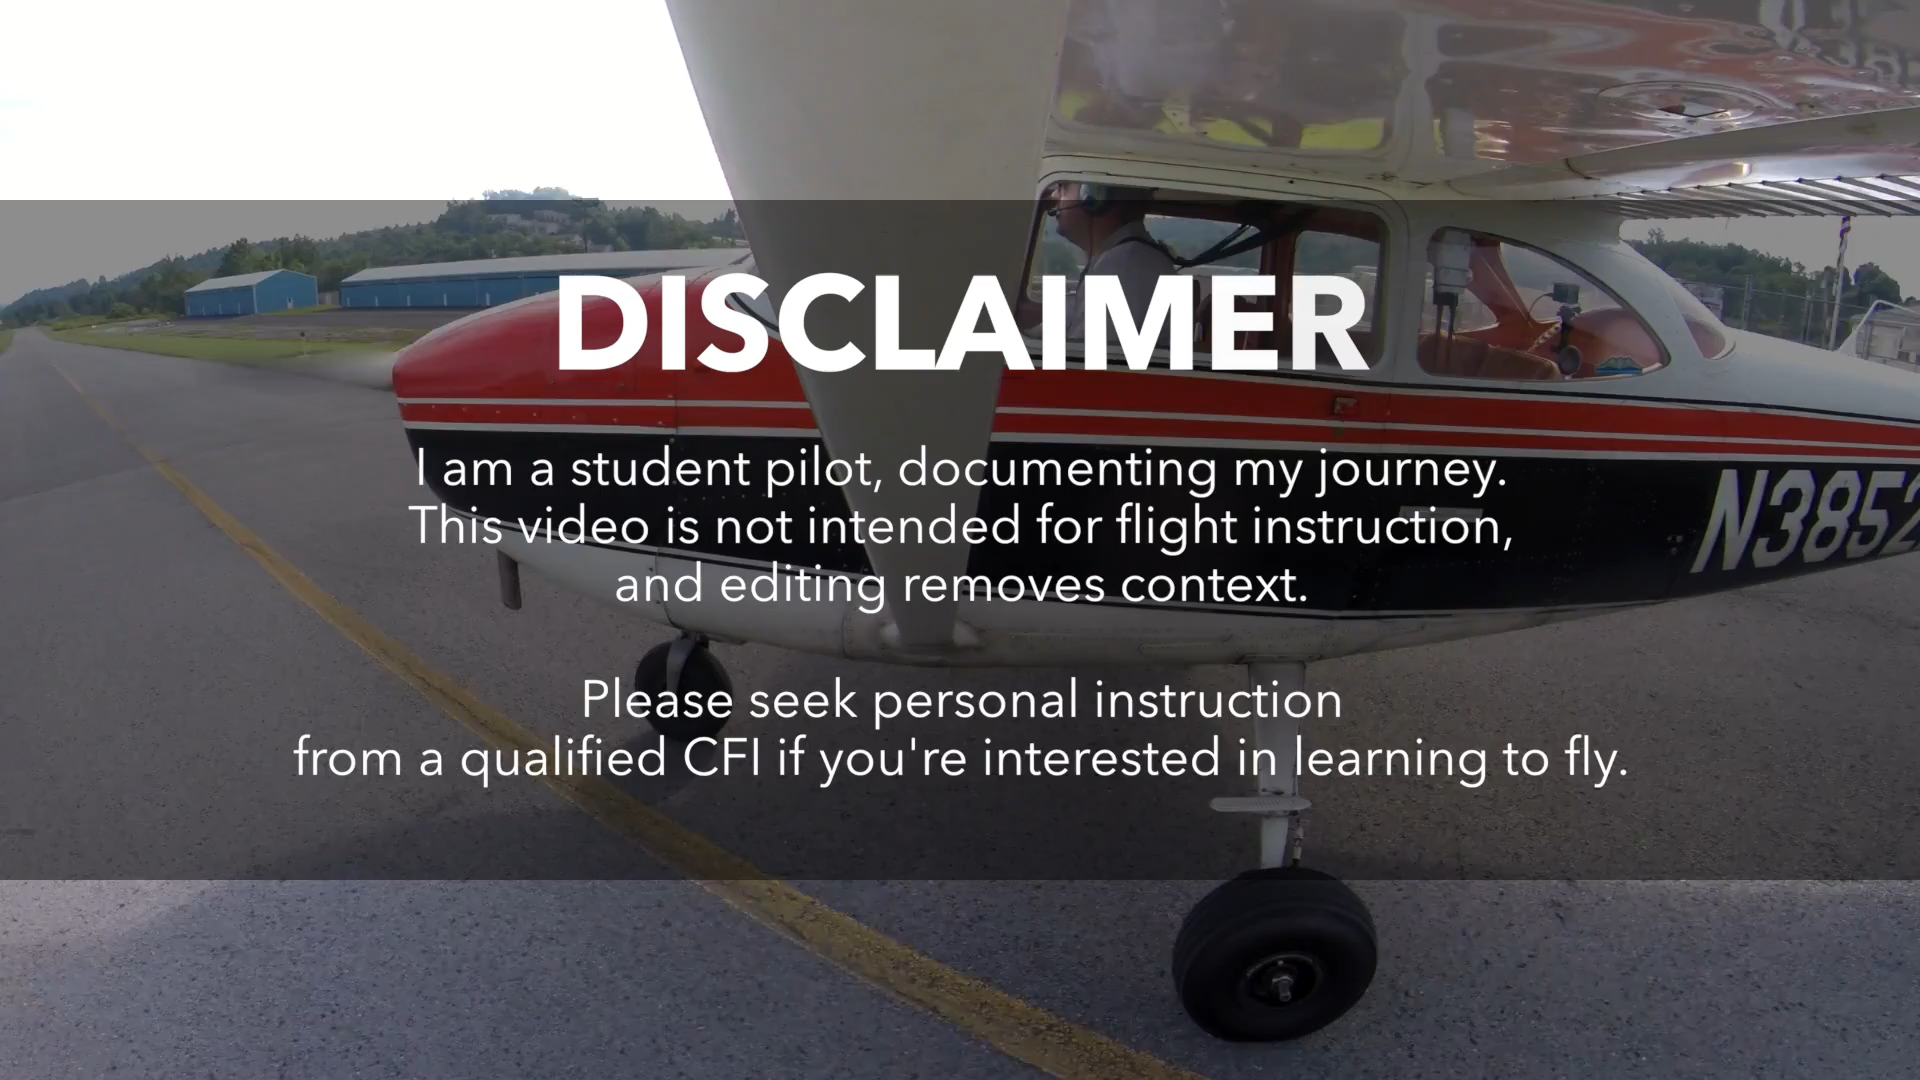 DISCLAIMER
I am a student pilot, documenting my journey.
This video is not intended for flight instruction,
and editing removes context.
Please seek personal instruction
from a qualified CFI if you're interested in learning to fly.
N3852